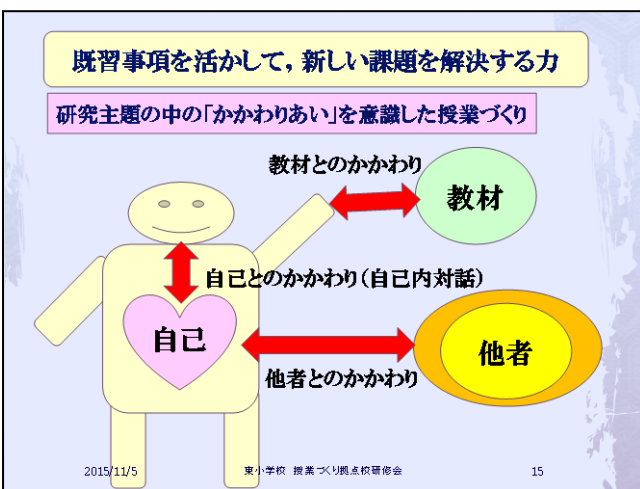 既習事項を活かして，新しい課題を解決する力
研究主題の中の「かかわりあい」を意識した授業づくり
教材とのかかわり
教材
自己とのかかわり（自己内対話）
自己
他者
他者とのかかわり
2015/11/5
東小学校 授業づくり拠点校研修会
15